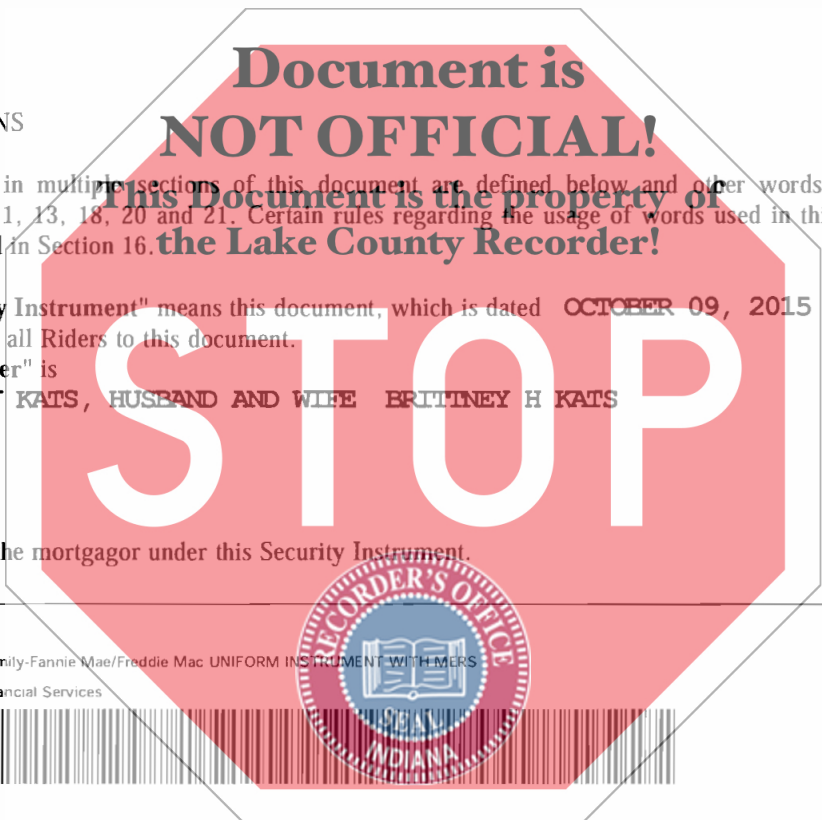 Document is
NOT OFFICIAL!
NS
in multiple sections of this document are defined below and other words
This Document is the property of
1, 13, 18, 20 and 21. Certain rules regarding the usage of words used in thi
in Section 16.
the Lake County Recorder!
y Instrument" means this document, which is dated OCTOBER 09, 2015
all Riders to this document.
er" is
KATS, HUSBAND AND WIFE BRITTNEY H KATS
STOP
he mortgagor under this Security Instrument.
RECORDER'S OFFICE
mily-Fannie Mae/Freddie Mac UNIFORM INSTRUMENT WITH MERS
ancial Services
SEAL
INDIANA